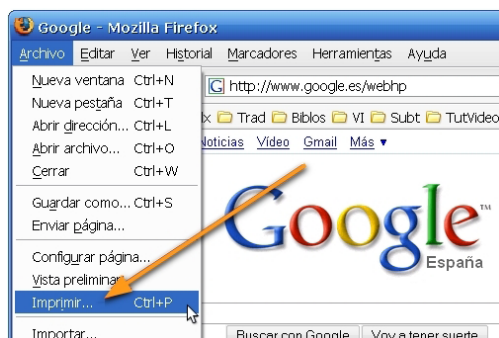 Google - Mozilla Firefox
Archivo Editar Ver Historial Marcadores Herramientas Ayuda
Nueva ventana Ctrl+N
http://www.google.es/webhp
Nueva pestaña Ctrl+T
Trad Biblos VI Subt TutVideo
Abrir dirección... Ctrl+L
Noticias Vídeo Gmail Más ▼
Abrir archivo... Ctrl+O
Cerrar Ctrl+W
Guardar como... Ctrl+S
Enviar página...
Google™
España
Configurar página...
Vista preliminar
Imprimir... Ctrl+P
Importar...
Buscar con Google Voy a tener suerte